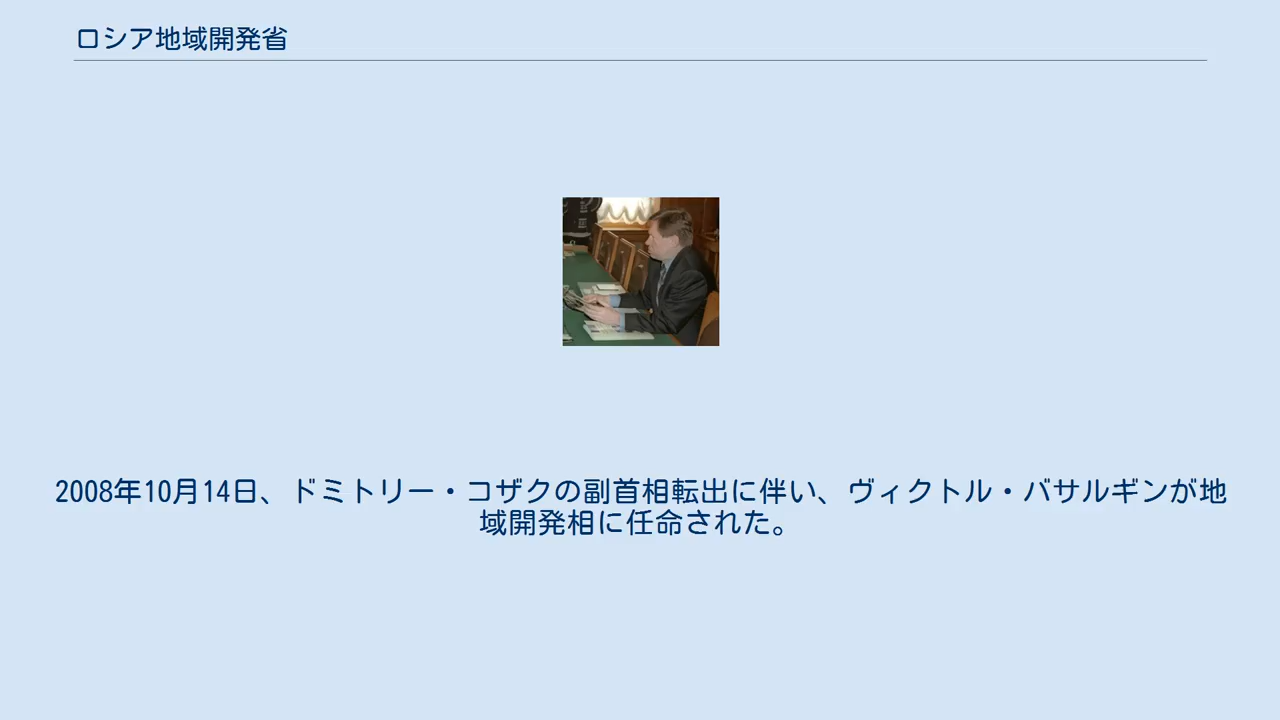 ロシア地域開発省
2008年10月14日、ドミトリー・コザクの副首相転出に伴い、ヴィクトル・バサルギンが地
域開発相に任命された。